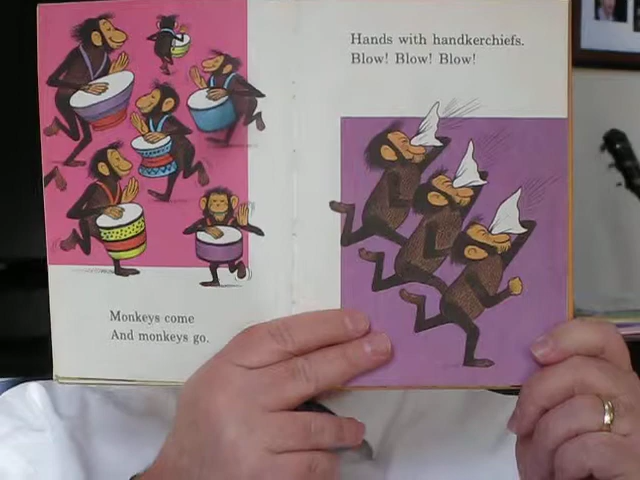 Monkeys come
And monkeys go.
Hands with handkerchiefs.
Blow! Blow! Blow!